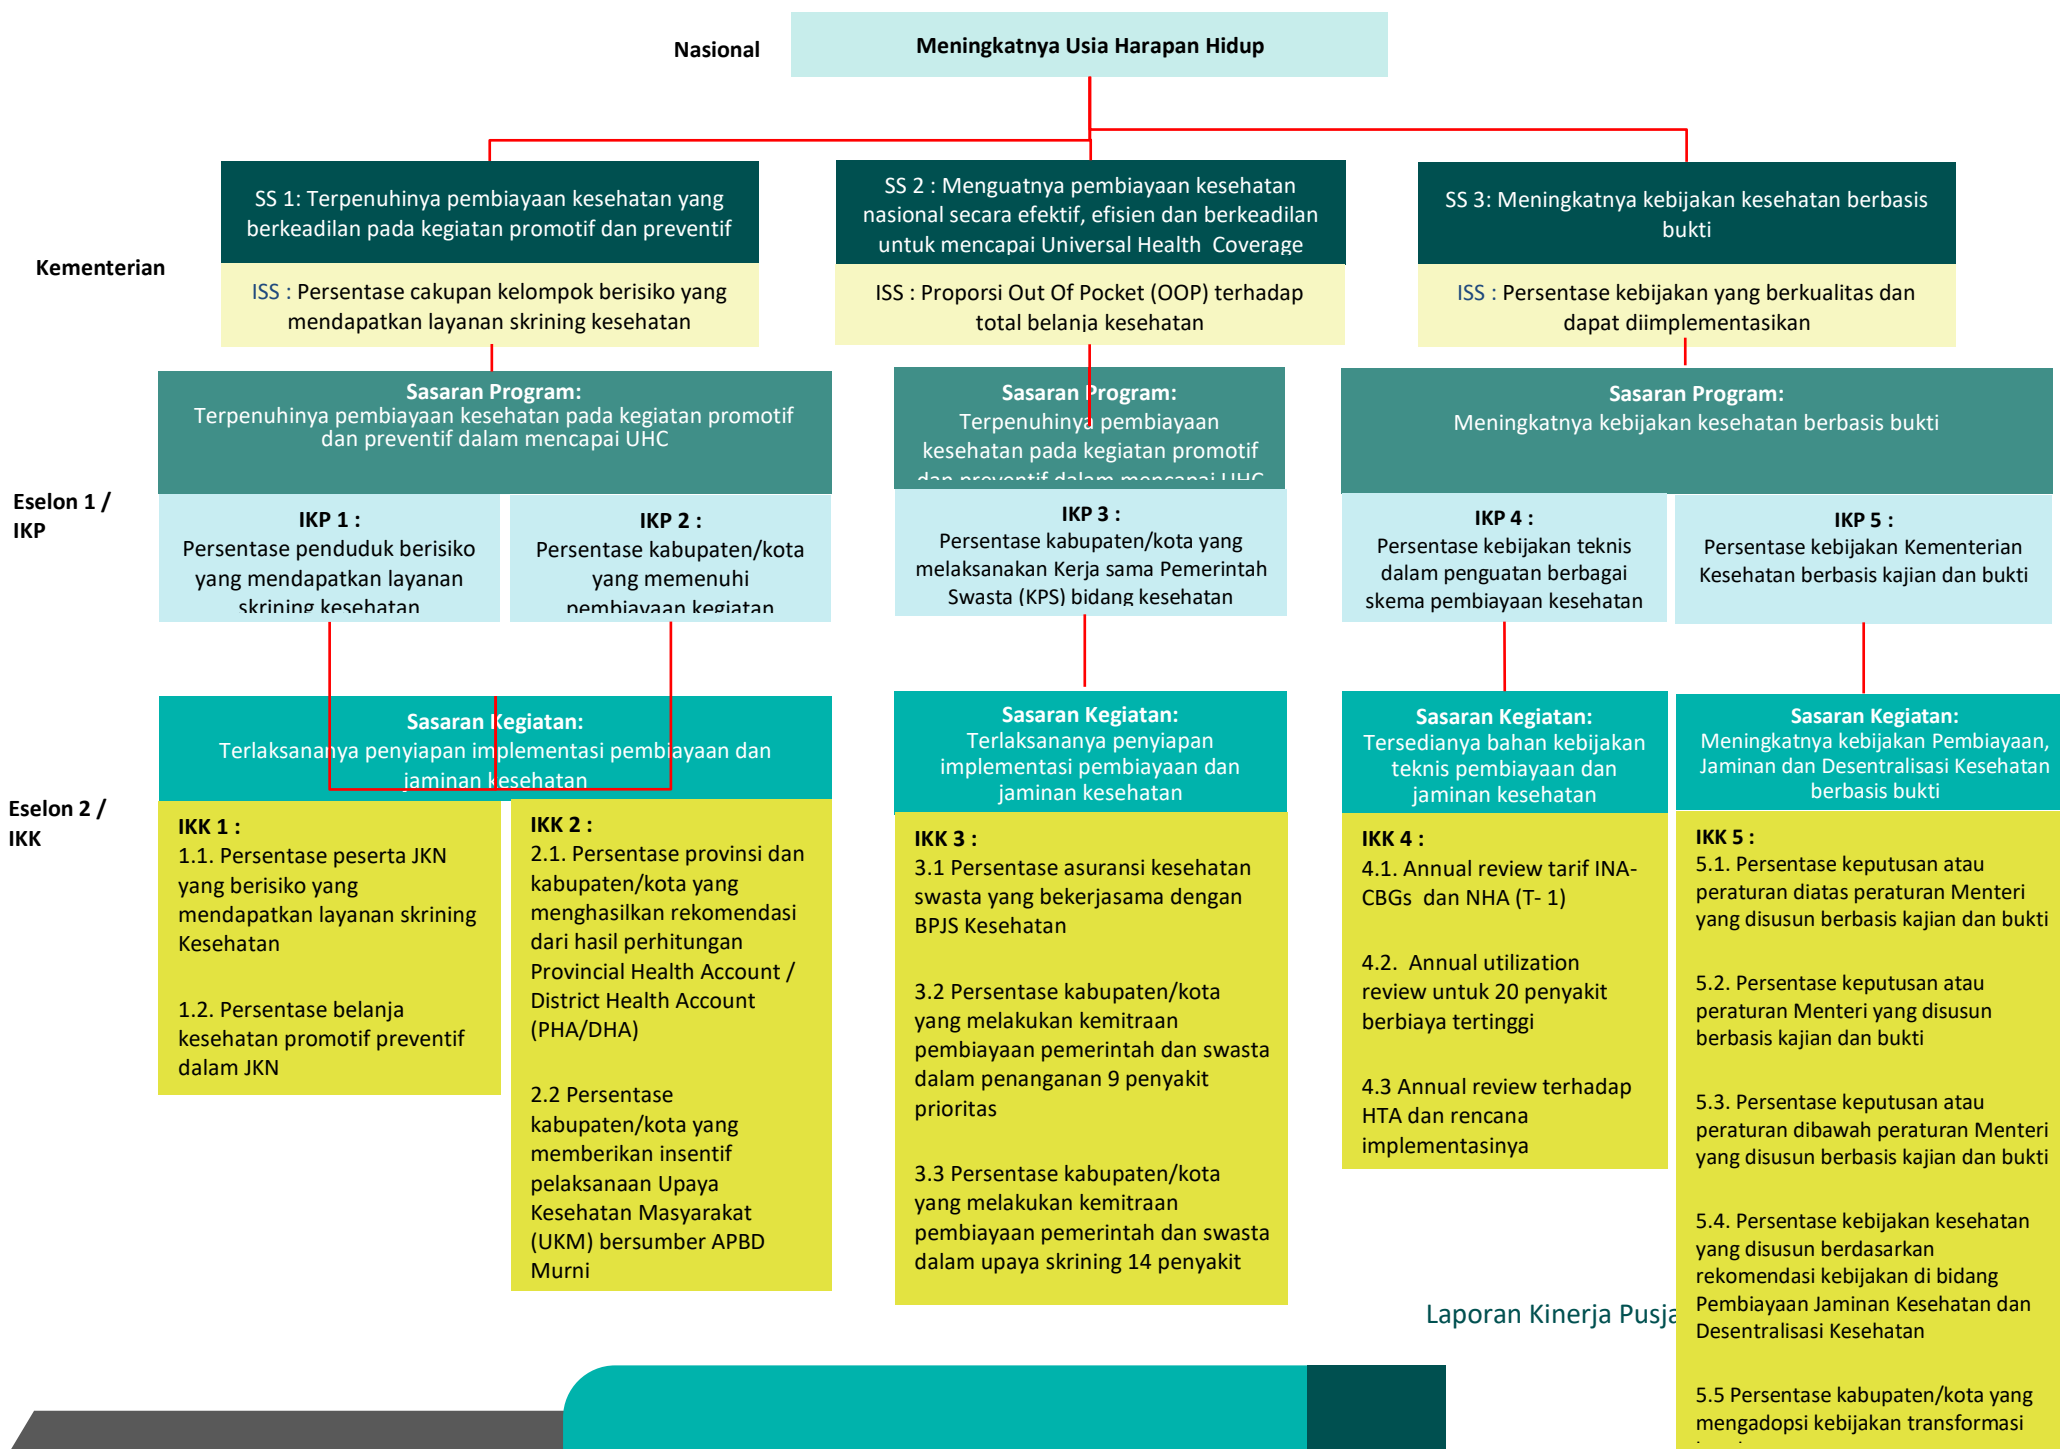 Nasional
Meningkatnya Usia Harapan Hidup
Kementerian
SS 1: Terpenuhinya pembiayaan kesehatan yang
berkeadilan pada kegiatan promotif dan preventif
ISS : Persentase cakupan kelompok berisiko yang
mendapatkan layanan skrining kesehatan
SS 2 : Menguatnya pembiayaan kesehatan
nasional secara efektif, efisien dan berkeadilan
untuk mencapai Universal Health Coverage
ISS : Proporsi Out Of Pocket (OOP) terhadap
total belanja kesehatan
SS 3: Meningkatnya kebijakan kesehatan berbasis
bukti
ISS : Persentase kebijakan yang berkualitas dan
dapat diimplementasikan
Eselon 1 /
IKP
Sasaran Program:
Terpenuhinya pembiayaan kesehatan pada kegiatan promotif
dan preventif dalam mencapai UHC
IKP 1 :
Persentase penduduk berisiko
yang mendapatkan layanan
skrining kesehatan
IKP 2 :
Persentase kabupaten/kota
yang memenuhi
pembiayaan kegiatan
Sasaran Program:
Terpenuhinya pembiayaan
kesehatan pada kegiatan promotif
dan preventif dalam mencapai UHC
IKP 3 :
Persentase kabupaten/kota yang
melaksanakan Kerja sama Pemerintah
Swasta (KPS) bidang kesehatan
Sasaran Program:
Meningkatnya kebijakan kesehatan berbasis bukti
IKP 4 :
Persentase kebijakan teknis
dalam penguatan berbagai
skema pembiayaan kesehatan
IKP 5 :
Persentase kebijakan Kementerian
Kesehatan berbasis kajian dan bukti
Eselon 2 /
IKK
Sasaran Kegiatan:
Terlaksananya penyiapan implementasi pembiayaan dan
jaminan kesehatan
IKK 1 :
1.1. Persentase peserta JKN
yang berisiko yang
mendapatkan layanan skrining
Kesehatan
1.2. Persentase belanja
kesehatan promotif preventif
dalam JKN
IKK 2 :
2.1. Persentase provinsi dan
kabupaten/kota yang
menghasilkan rekomendasi
dari hasil perhitungan
Provincial Health Account /
District Health Account
(PHA/DHA)
2.2 Persentase
kabupaten/kota yang
memberikan insentif
pelaksanaan Upaya
Kesehatan Masyarakat
(UKM) bersumber APBD
Murni
Sasaran Kegiatan:
Terlaksananya penyiapan
implementasi pembiayaan dan
jaminan kesehatan
IKK 3 :
3.1 Persentase asuransi kesehatan
swasta yang bekerjasama dengan
BPJS Kesehatan
3.2 Persentase kabupaten/kota
yang melakukan kemitraan
pembiayaan pemerintah dan swasta
dalam penanganan 9 penyakit
prioritas
3.3 Persentase kabupaten/kota
yang melakukan kemitraan
pembiayaan pemerintah dan swasta
dalam upaya skrining 14 penyakit
Sasaran Kegiatan:
Tersedianya bahan kebijakan
teknis pembiayaan dan
jaminan kesehatan
IKK 4 :
4.1. Annual review tarif INA-
CBGs dan NHA (T- 1)
4.2. Annual utilization
review untuk 20 penyakit
berbiaya tertinggi
4.3 Annual review terhadap
HTA dan rencana
implementasinya
Sasaran Kegiatan:
Meningkatnya kebijakan Pembiayaan,
Jaminan dan Desentralisasi Kesehatan
berbasis bukti
IKK 5 :
5.1. Persentase keputusan atau
peraturan diatas peraturan Menteri
yang disusun berbasis kajian dan bukti
5.2. Persentase keputusan atau
peraturan Menteri yang disusun
berbasis kajian dan bukti
5.3. Persentase keputusan atau
peraturan dibawah peraturan Menteri
yang disusun berbasis kajian dan bukti
5.4. Persentase kebijakan kesehatan
yang disusun berdasarkan
rekomendasi kebijakan di bidang
Pembiayaan Jaminan Kesehatan dan
Desentralisasi Kesehatan
5.5 Persentase kabupaten/kota yang
mengadopsi kebijakan transformasi
Laporan Kinerja